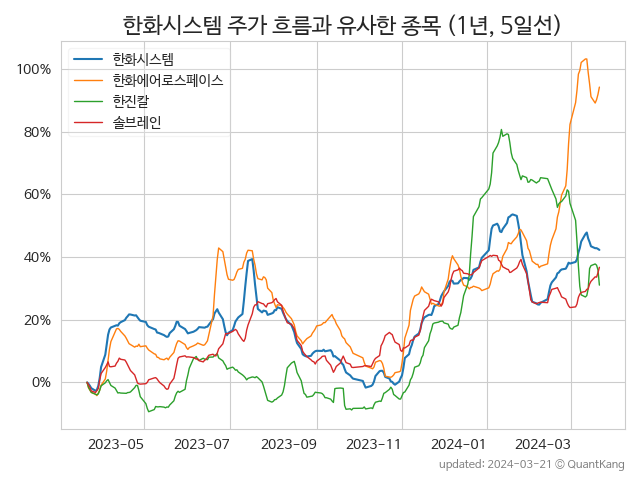 한화시스템 주가 흐름과 유사한 종목 (1년, 5일선)
한화시스템
한화에어로스페이스
한진칼
솔브레인
100%
80%
60%
40%
20%
0%
2023-05 2023-07 2023-09 2023-11 2024-01 2024-03
updated: 2024-03-21 © QuantKang